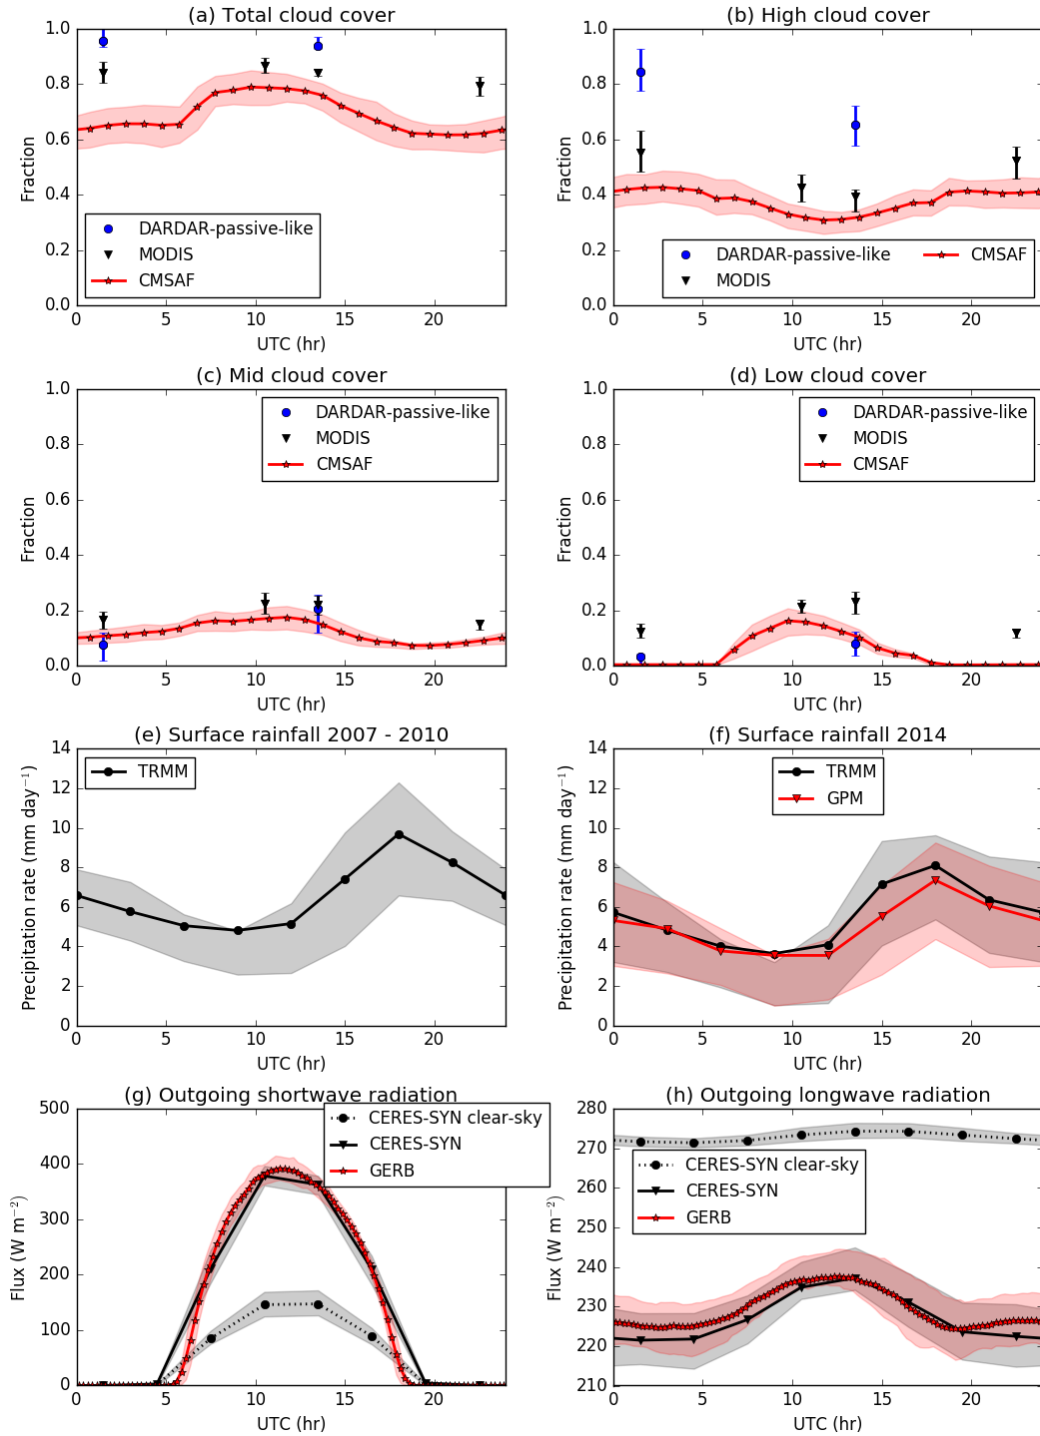 (a) Total cloud cover
1.0
0.8
0.6
0.4
0.2
0.0
Fraction
DARDAR-passive-like
MODIS
CMSAF
0 5 10 15 20
UTC (hr)
(b) High cloud cover
1.0
0.8
0.6
0.4
0.2
0.0
Fraction
DARDAR-passive-like
MODIS
CMSAF
0 5 10 15 20
UTC (hr)
(c) Mid cloud cover
1.0
0.8
0.6
0.4
0.2
0.0
Fraction
DARDAR-passive-like
MODIS
CMSAF
0 5 10 15 20
UTC (hr)
(d) Low cloud cover
1.0
0.8
0.6
0.4
0.2
0.0
Fraction
DARDAR-passive-like
MODIS
CMSAF
0 5 10 15 20
UTC (hr)
(e) Surface rainfall 2007 - 2010
14
12
10
8
6
4
2
0
Precipitation rate (mm day⁻¹)
TRMM
0 5 10 15 20
UTC (hr)
(f) Surface rainfall 2014
14
12
10
8
6
4
2
0
Precipitation rate (mm day⁻¹)
TRMM
GPM
0 5 10 15 20
UTC (hr)
(g) Outgoing shortwave radiation
500
400
300
200
100
0
Flux (W m⁻²)
CERES-SYN clear-sky
CERES-SYN
GERB
0 5 10 15 20
UTC (hr)
(h) Outgoing longwave radiation
280
270
260
250
240
230
220
210
Flux (W m⁻²)
CERES-SYN clear-sky
CERES-SYN
GERB
0 5 10 15 20
UTC (hr)